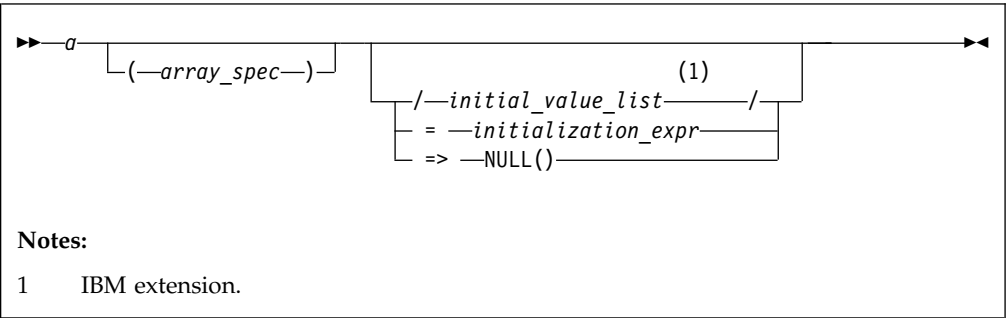 a
( array_spec )
(1)
/ initial_value_list /
= initialization_expr
=> NULL()
Notes:
1 IBM extension.